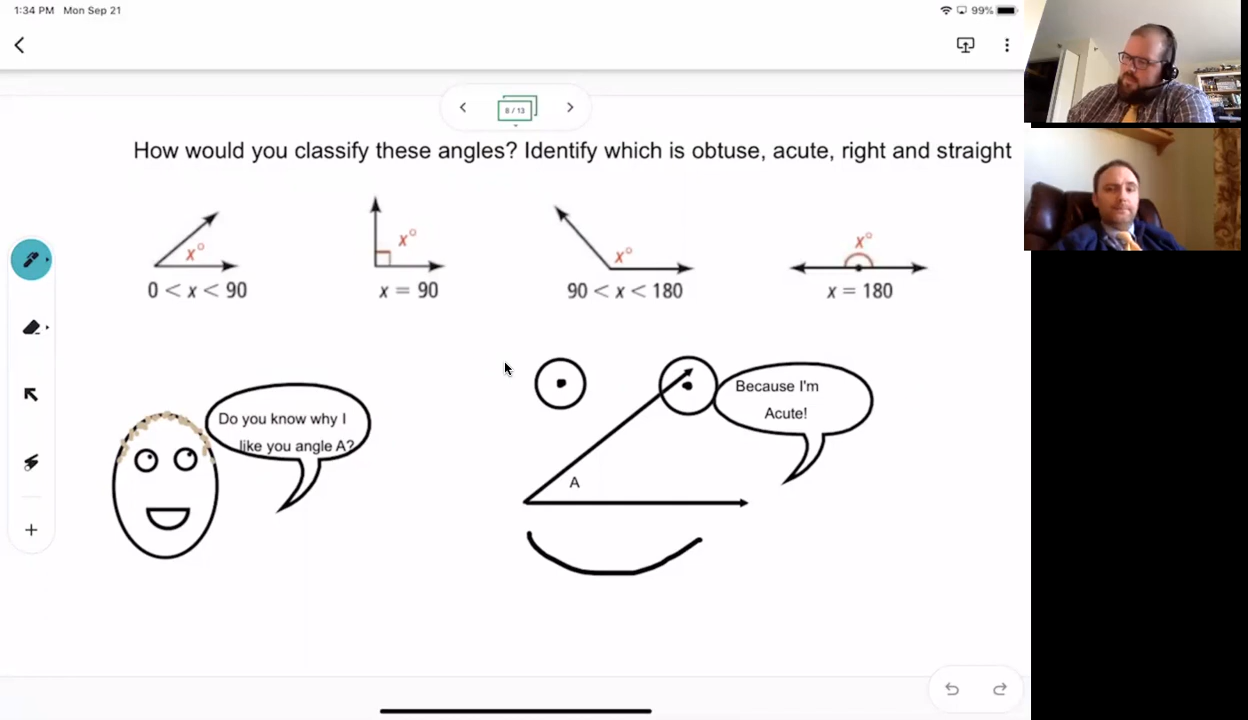 1:34 PM Mon Sep 21
99%
8 / 13
How would you classify these angles? Identify which is obtuse, acute, right and straight
x° x° x° x°
0 < x < 90 x = 90 90 < x < 180 x = 180
Do you know why I
like you angle A?
Because I'm
Acute!
A